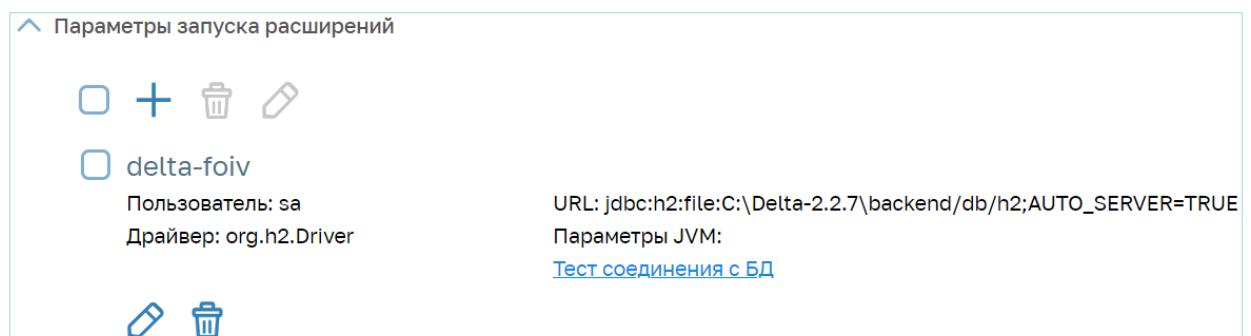 Параметры запуска расширений
delta-foiv
Пользователь: sa
URL: jdbc:h2:file:C:\Delta-2.2.7\backend/db/h2;AUTO_SERVER=TRUE
Драйвер: org.h2.Driver
Параметры JVM:
Тест соединения с БД